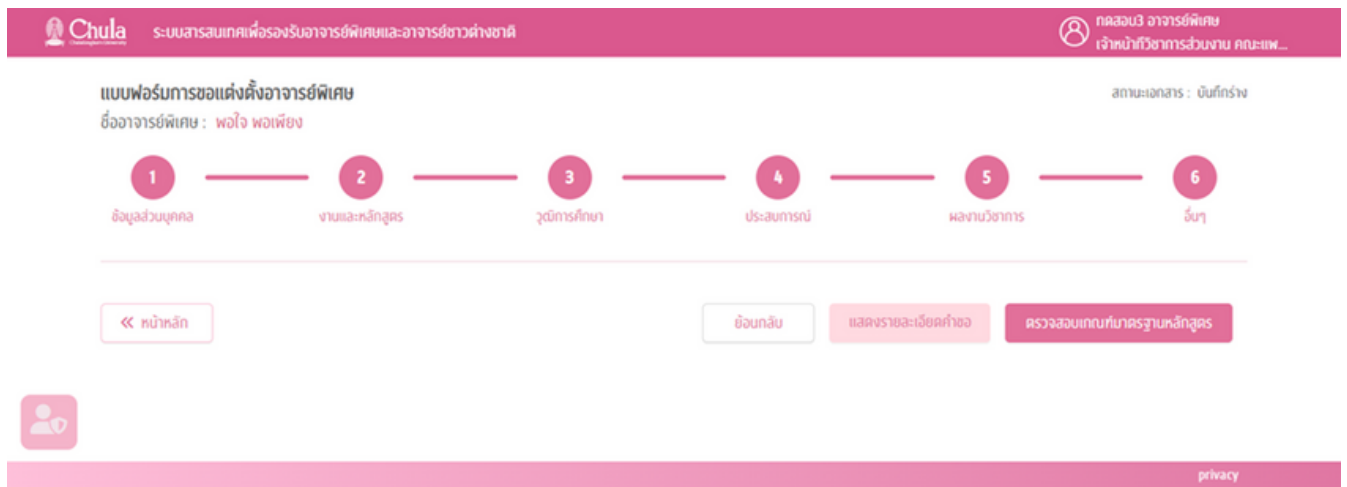 Chula
ระบบสารสนเทศเพื่อรองรับอาจารย์พิเศษและอาจารย์ชาวต่างชาติ
ทดสอบ3 อาจารย์พิเศษ
เจ้าหน้าที่วิชาการส่วนงาน คณะแพ...
แบบฟอร์มการขอแต่งตั้งอาจารย์พิเศษ
สถานะเอกสาร : บันทึกร่าง
ชื่ออาจารย์พิเศษ : พอใจ พอเพียง
1
2
3
4
5
6
ข้อมูลส่วนบุคคล
งานและหลักสูตร
วุฒิการศึกษา
ประสบการณ์
ผลงานวิชาการ
อื่นๆ
« หน้าหลัก
ย้อนกลับ
แสดงรายละเอียดคำขอ
ตรวจสอบเกณฑ์มาตรฐานหลักสูตร
privacy